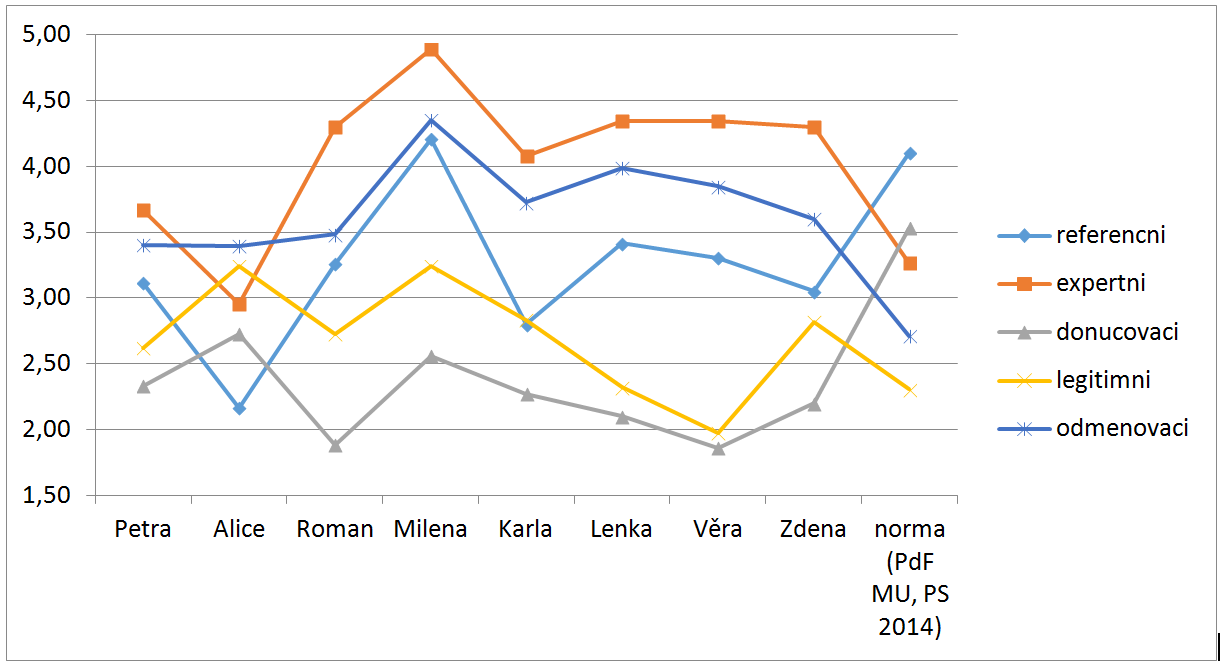 5,00
4,50
4,00
3,50
3,00
2,50
2,00
1,50
Petra
Alice
Roman
Milena
Karla
Lenka
Věra
Zdena
norma
(PdF
MU, PS
2014)
referencni
expertni
donucovaci
legitimni
odmenovaci